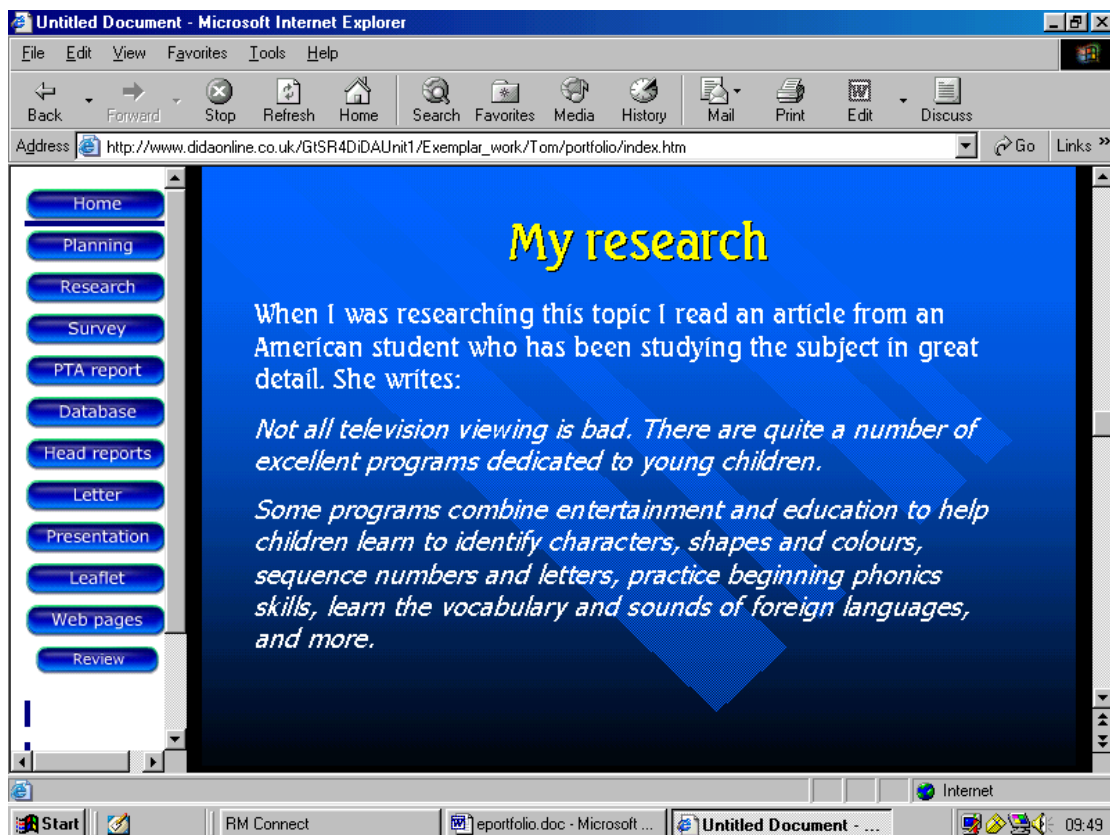 Untitled Document - Microsoft Internet Explorer
File Edit View Favorites Tools Help
Back Forward Stop Refresh Home Search Favorites Media History Mail Print Edit Discuss
Address http://www.didaonline.co.uk/GtSR4DiDAUnit1/Exemplar_work/Tom/portfolio/index.htm Go Links »
Home
Planning
Research
Survey
PTA report
Database
Head reports
Letter
Presentation
Leaflet
Web pages
Review
My research
When I was researching this topic I read an article from an
American student who has been studying the subject in great
detail. She writes:
Not all television viewing is bad. There are quite a number of
excellent programs dedicated to young children.
Some programs combine entertainment and education to help
children learn to identify characters, shapes and colours,
sequence numbers and letters, practice beginning phonics
skills, learn the vocabulary and sounds of foreign languages,
and more.
Internet
Start RM Connect eportfolio.doc - Microsoft ... Untitled Document - ... 09:49